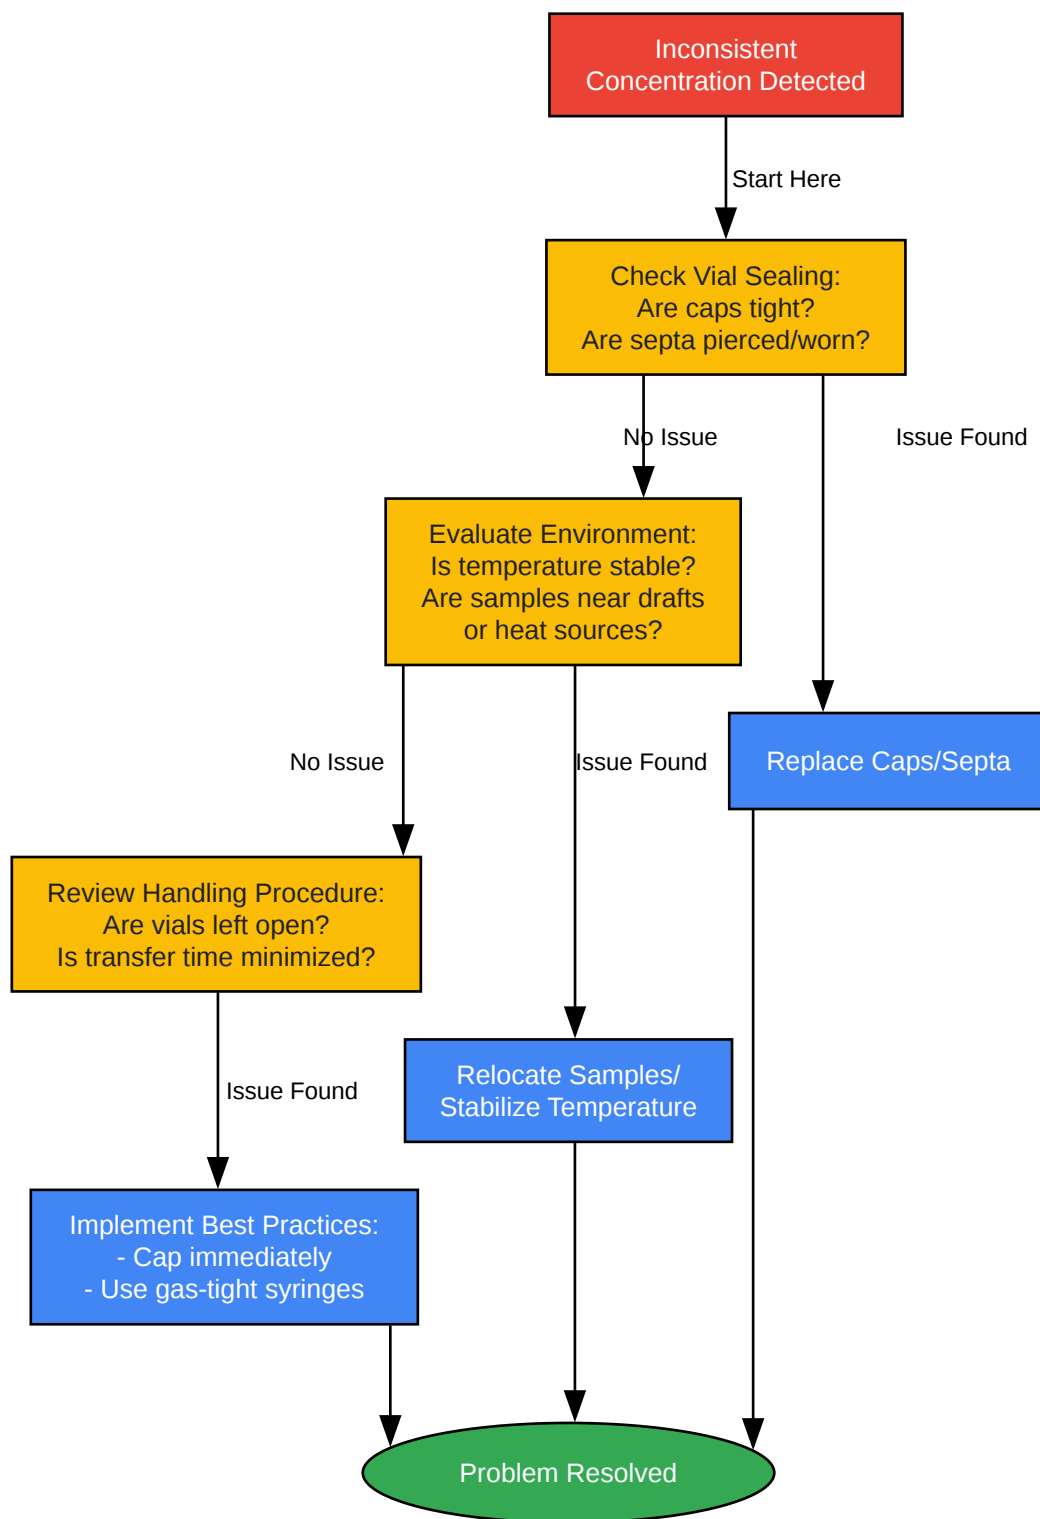 Inconsistent
Concentration Detected
Start Here
Check Vial Sealing:
Are caps tight?
Are septa pierced/worn?
No Issue
Issue Found
Evaluate Environment:
Is temperature stable?
Are samples near drafts
or heat sources?
No Issue
Issue Found
Replace Caps/Septa
Review Handling Procedure:
Are vials left open?
Is transfer time minimized?
Relocate Samples/
Stabilize Temperature
Issue Found
Implement Best Practices:
- Cap immediately
- Use gas-tight syringes
Problem Resolved